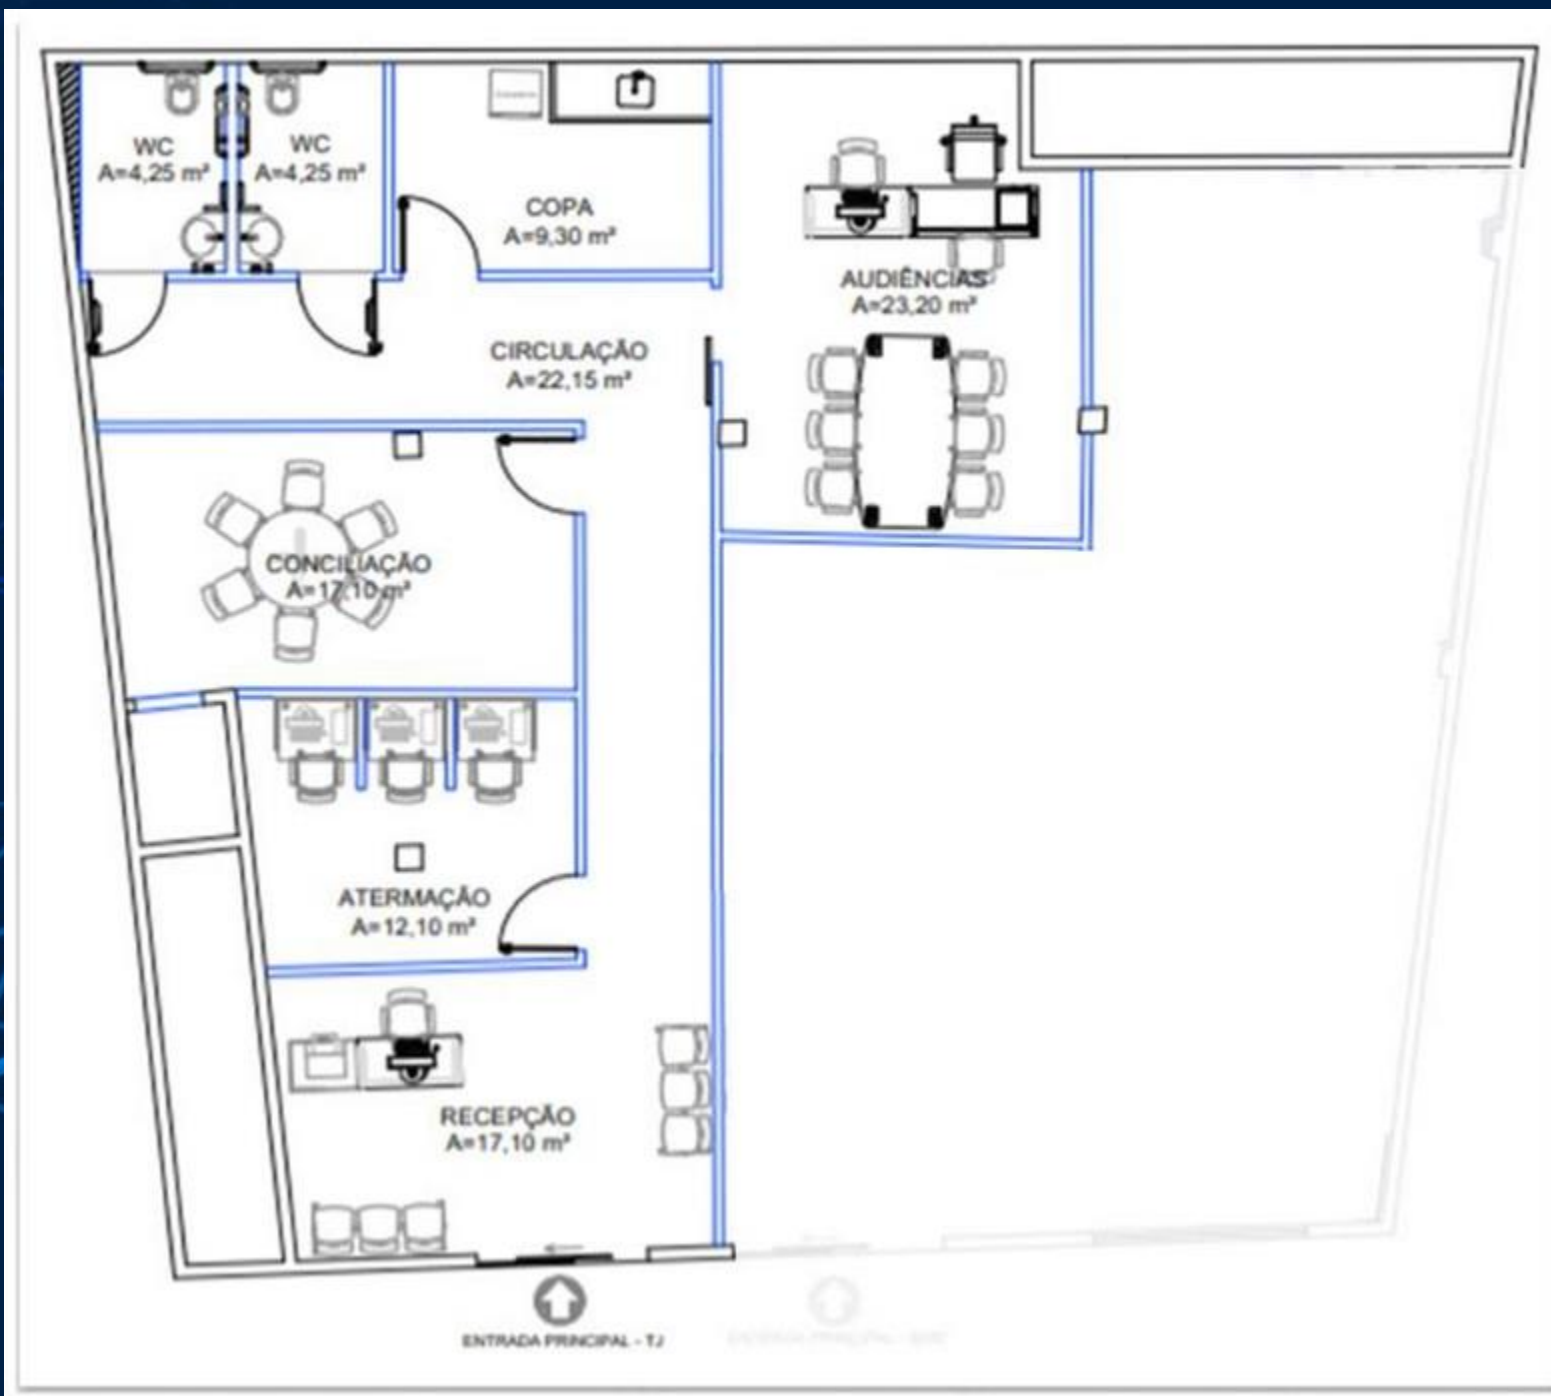 WC
A=4,25 m²
WC
A=4,25 m²
COPA
A=9,30 m²
AUDIÊNCIAS
A=23,20 m²
CIRCULAÇÃO
A=22,15 m²
CONCILIAÇÃO
A=17,10 m²
ATERMAÇÃO
A=12,10 m²
RECEPÇÃO
A=17,10 m²
ENTRADA PRINCIPAL - TJ